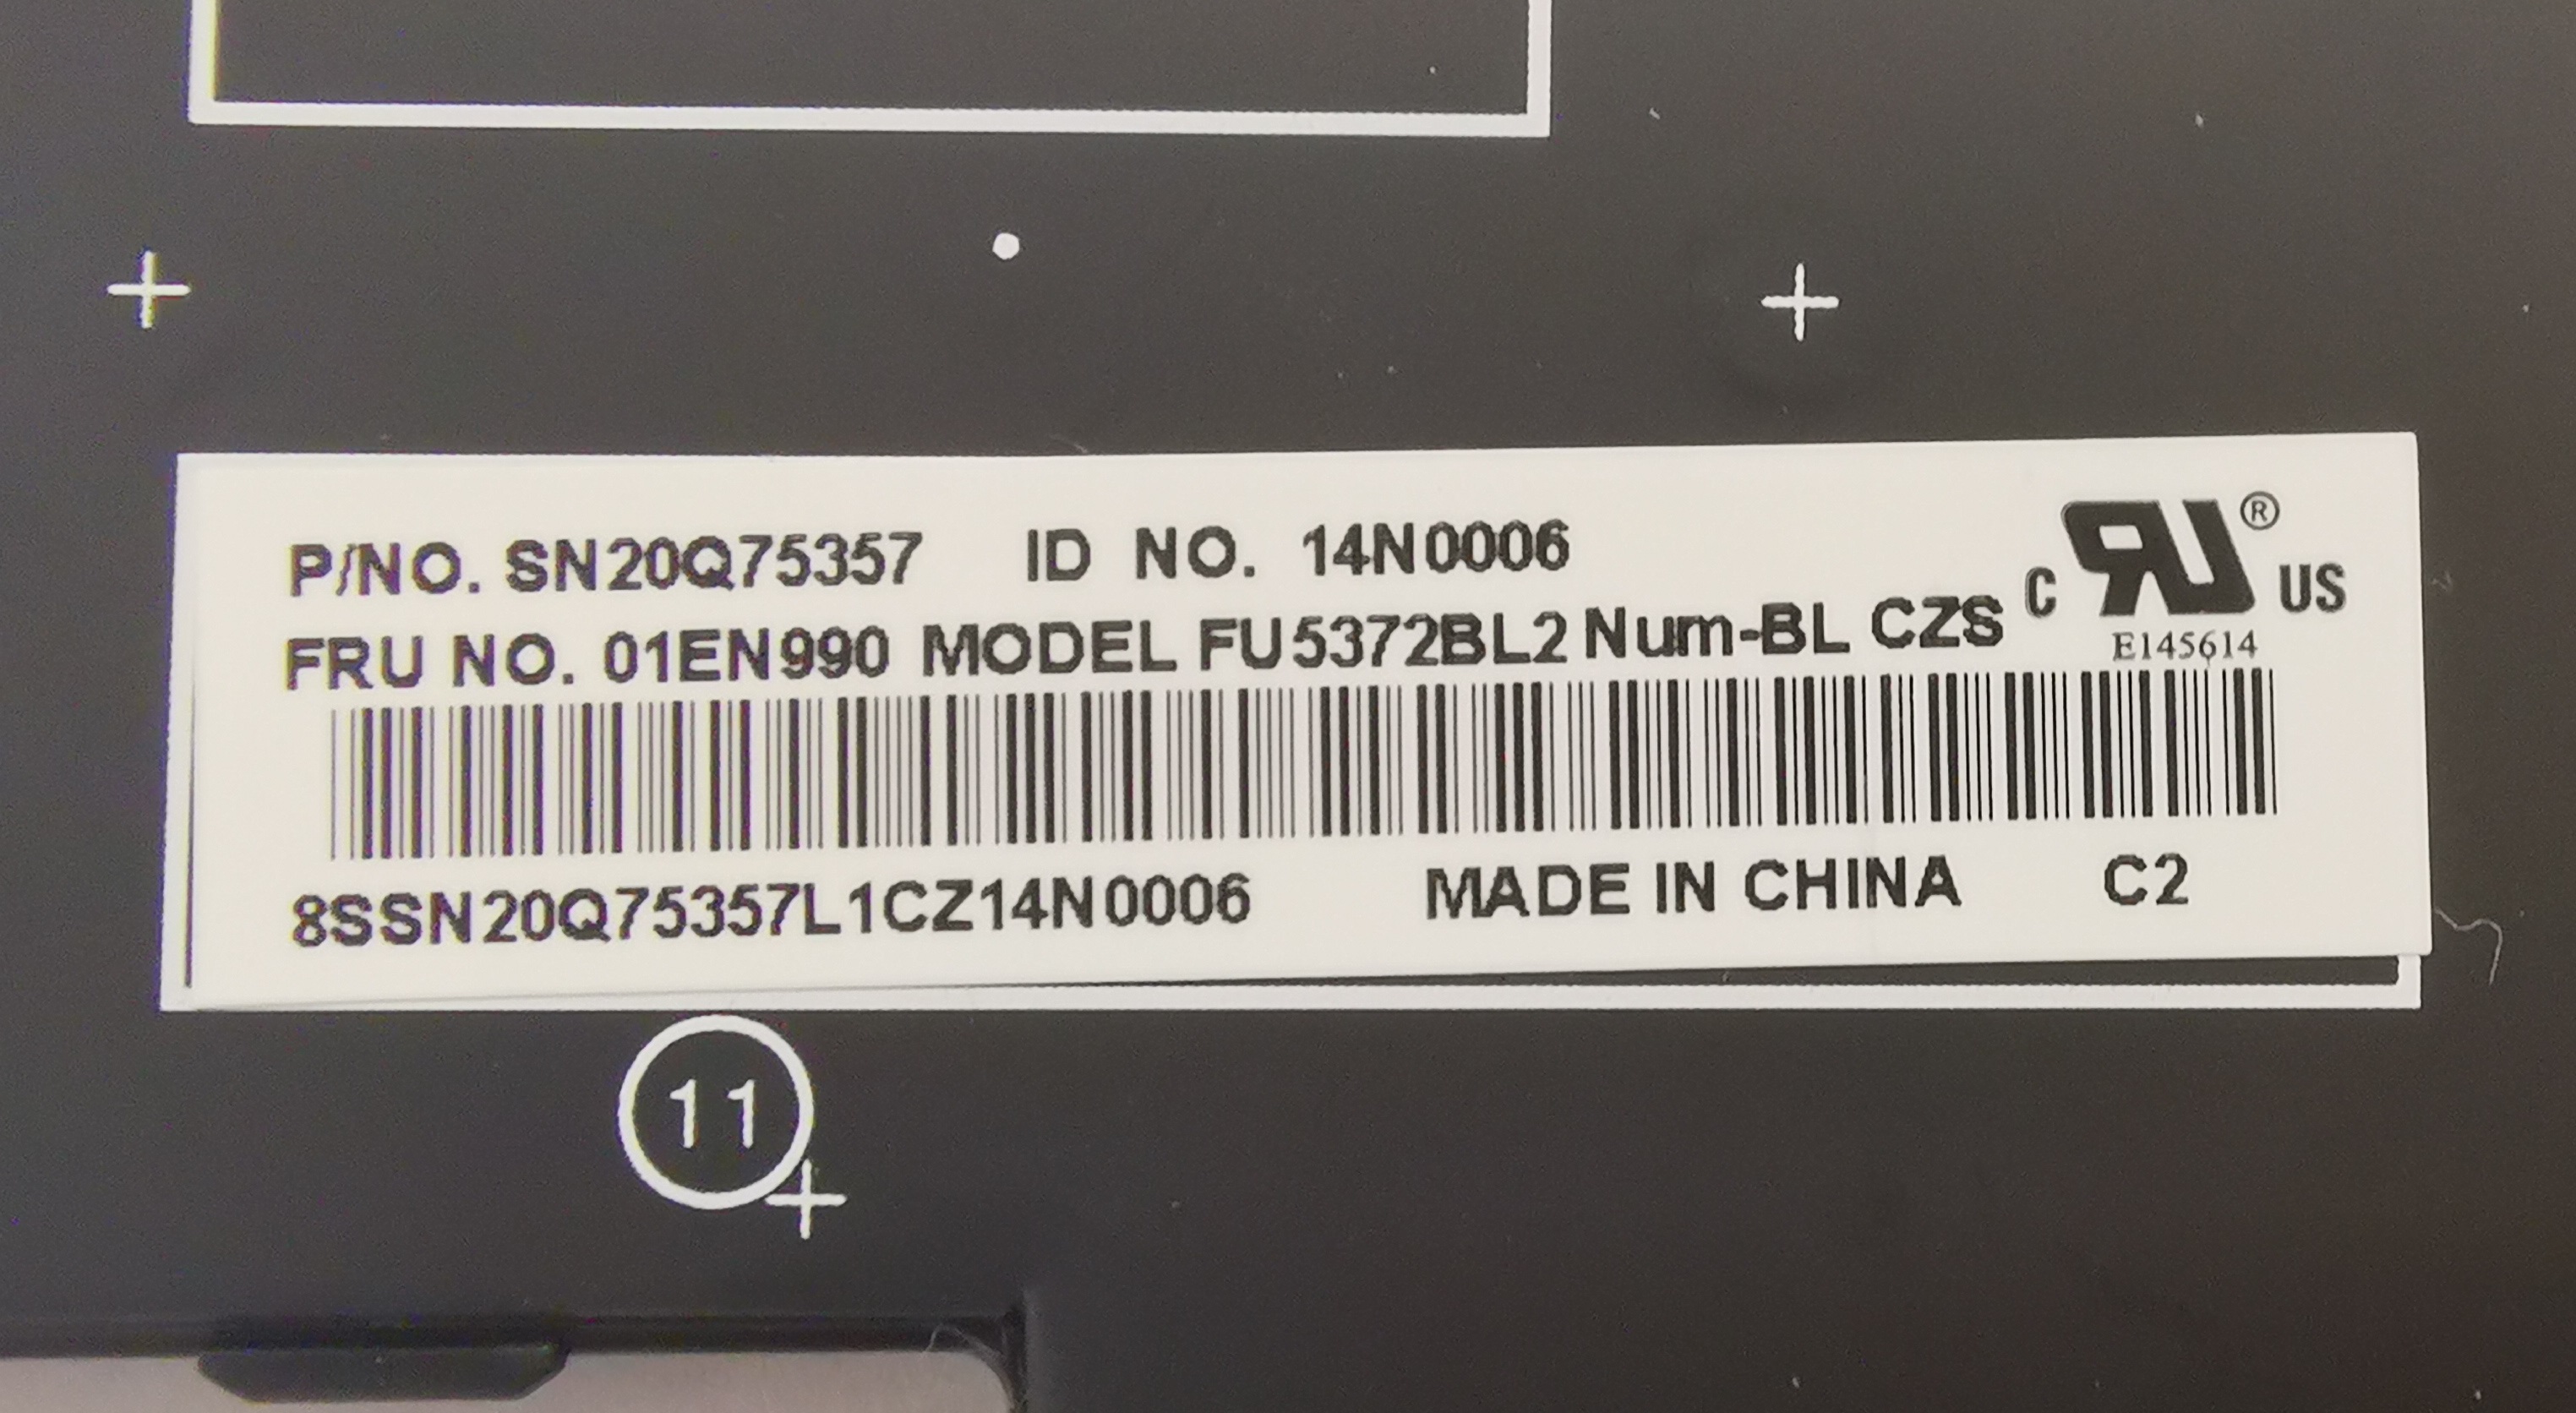 P/NO. SN20Q75357 ID NO. 14N0006
FRU NO. 01EN990 MODEL FU5372BL2 Num-BL CZS
C RU ® US
E145614
8SSN20Q75357L1CZ14N0006 MADE IN CHINA C2
11